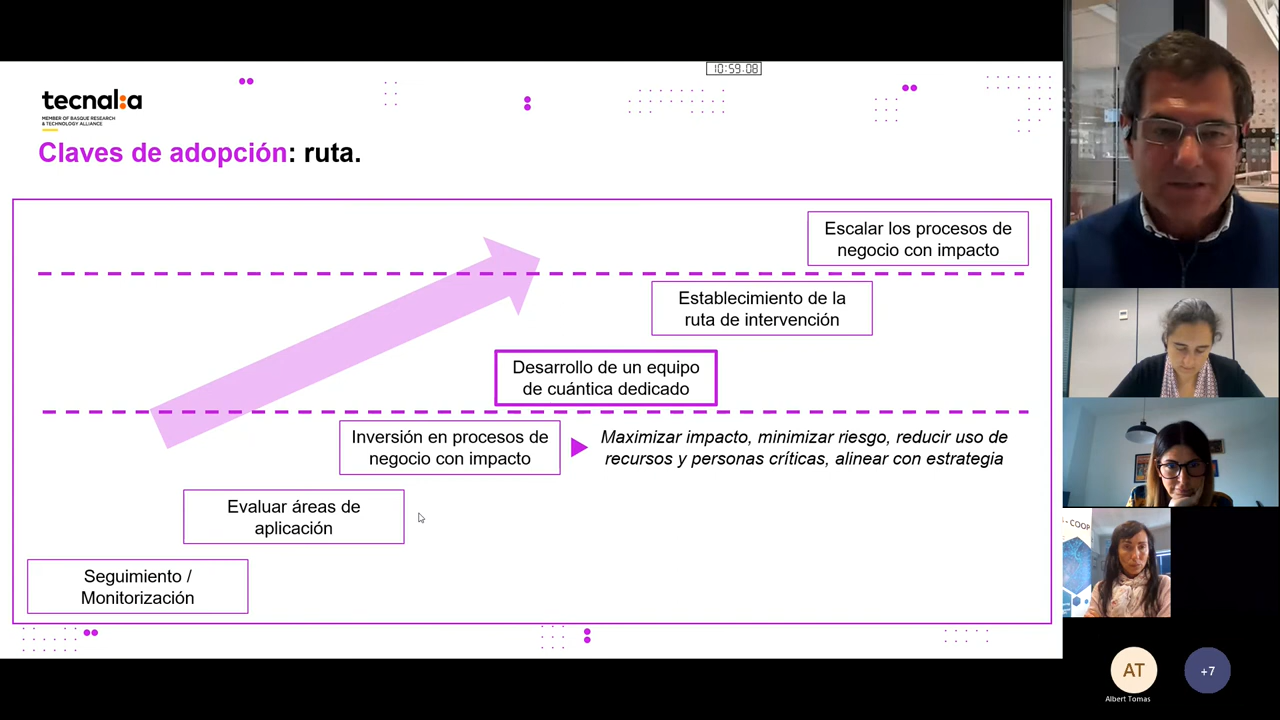 10:59:08
tecnal:a
MEMBER OF BASQUE RESEARCH
& TECHNOLOGY ALLIANCE
Claves de adopción: ruta.
Escalar los procesos de
negocio con impacto
Establecimiento de la
ruta de intervención
Desarrollo de un equipo
de cuántica dedicado
Inversión en procesos de
negocio con impacto
Maximizar impacto, minimizar riesgo, reducir uso de
recursos y personas críticas, alinear con estrategia
Evaluar áreas de
aplicación
Seguimiento /
Monitorización
- COOP
AT
Albert Tomas
+7